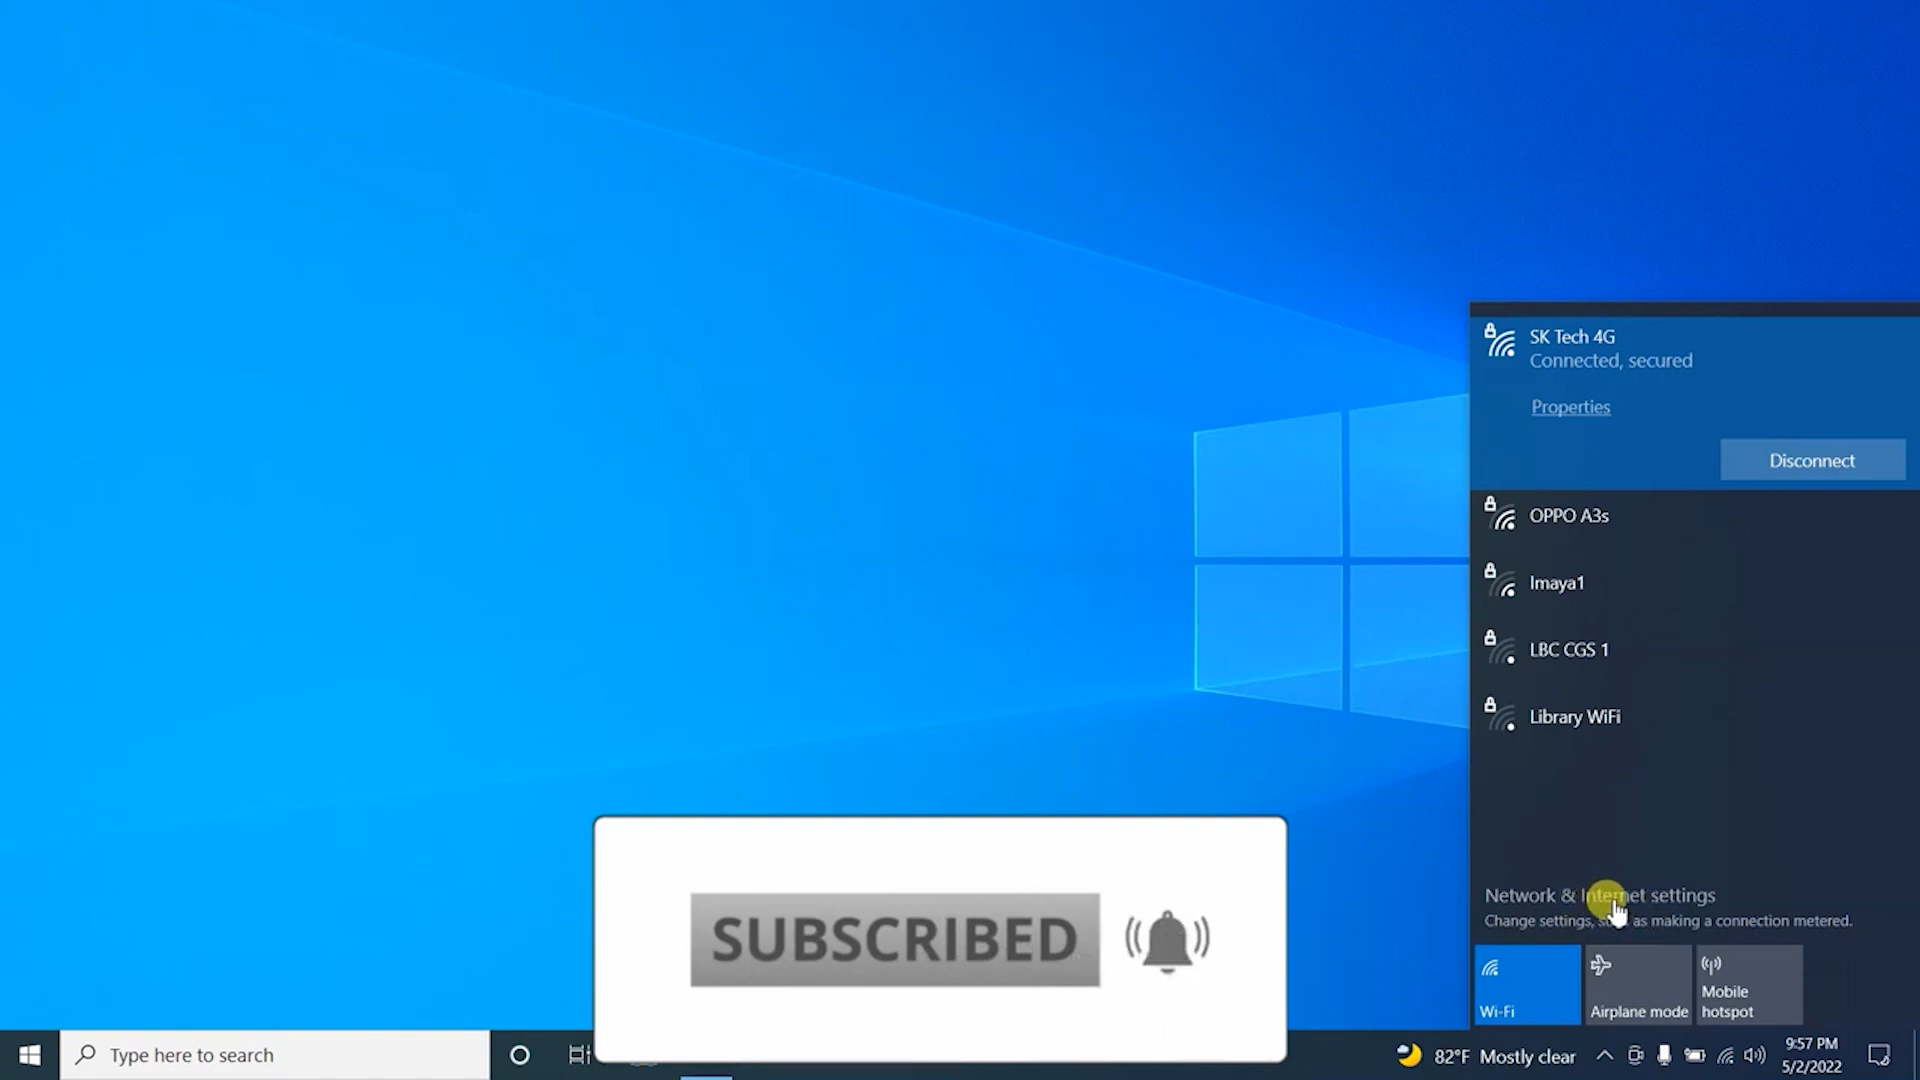 SK Tech 4G
Connected, secured
Properties
Disconnect
OPPO A3s
Imaya1
LBC CGS 1
Library WiFi
Network & Internet settings
Change settings, as making a connection metered.
Wi-Fi
Airplane mode
Mobile
hotspot
SUBSCRIBED
Type here to search
82°F Mostly clear
9:57 PM
5/2/2022